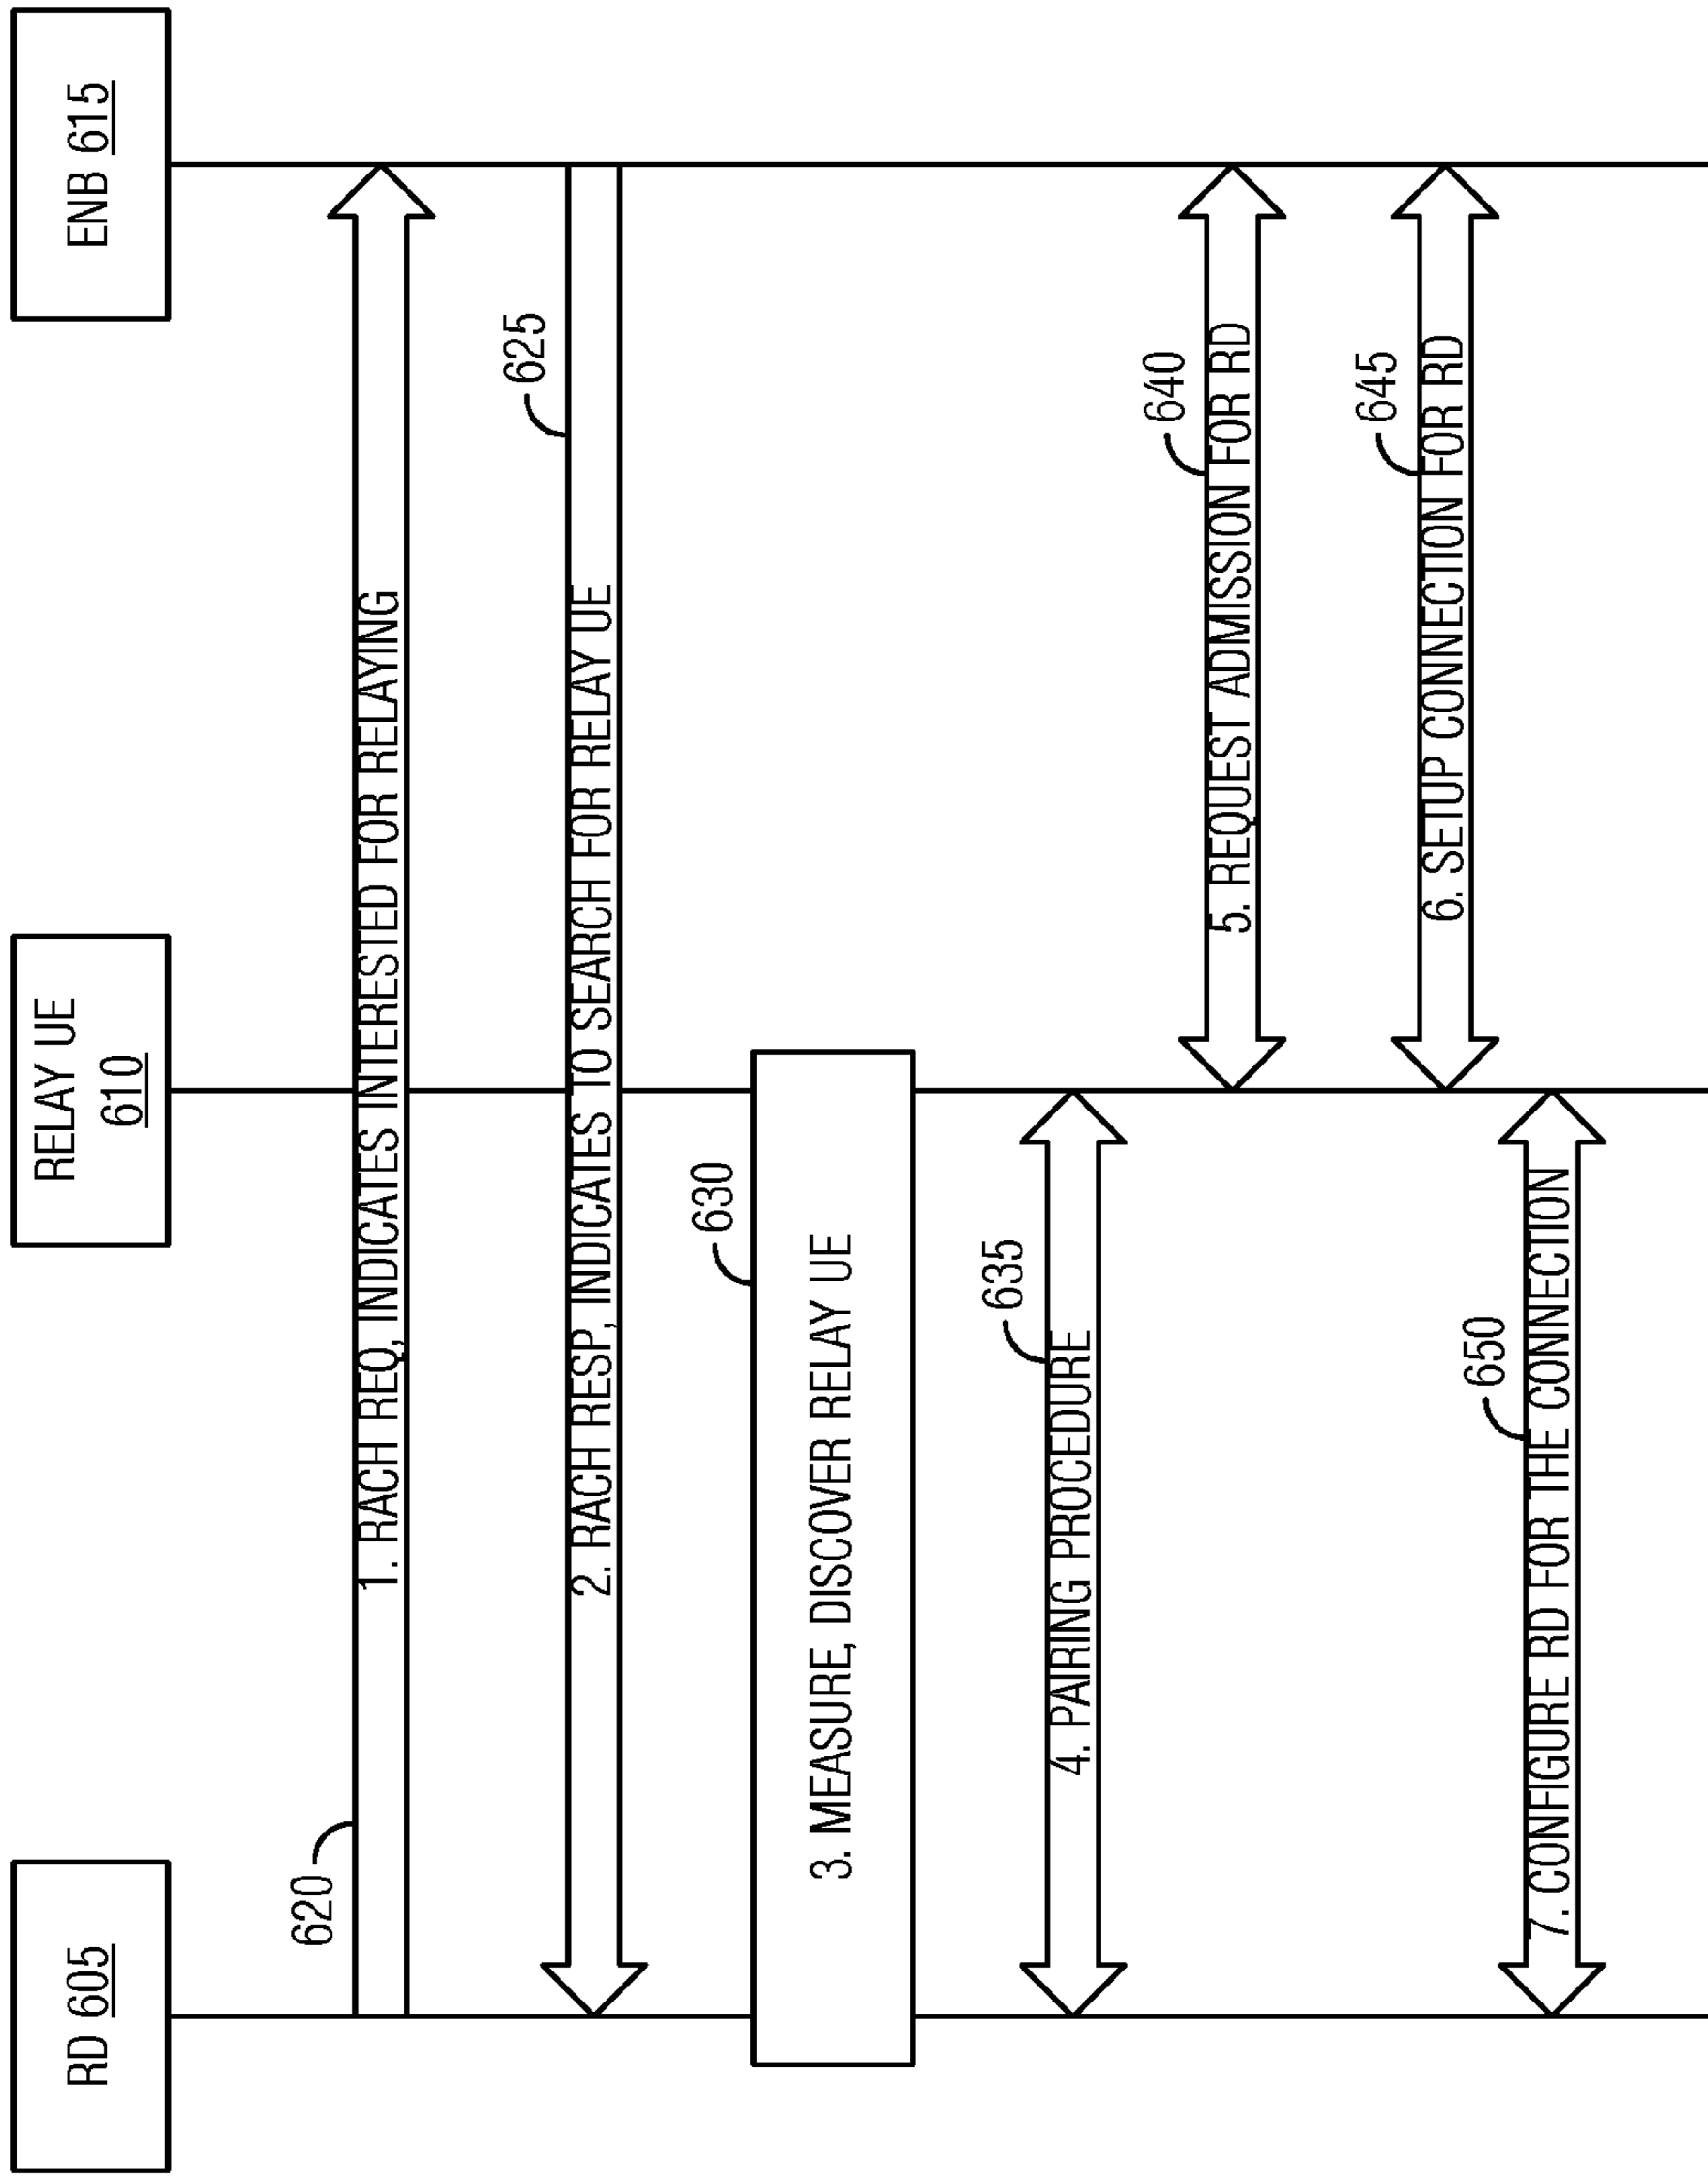 RD 605
RELAY UE
610
ENB 615
620
1. RACH REQ, INDICATES INTERESTED FOR RELAYING
625
2. RACH RESP, INDICATES TO SEARCH FOR RELAY UE
630
3. MEASURE, DISCOVER RELAY UE
635
4. PAIRING PROCEDURE
640
5. REQUEST ADMISSION FOR RD
645
6. SETUP CONNECTION FOR RD
650
7. CONFIGURE RD FOR THE CONNECTION